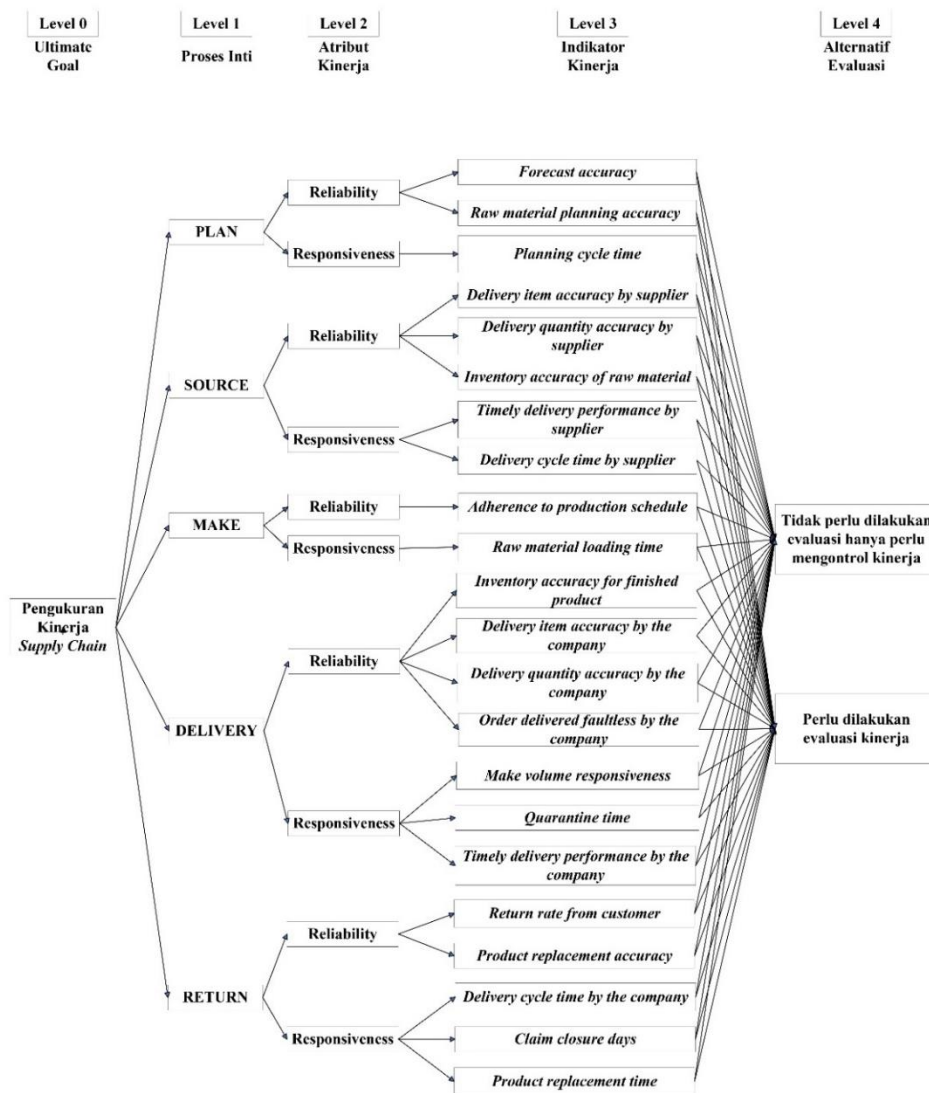 Level 0
Ultimate
Goal
Level 1
Proses Inti
Level 2
Atribut
Kinerja
Level 3
Indikator
Kinerja
Level 4
Alternatif
Evaluasi
Pengukuran
Kinerja
Supply Chain
PLAN
Reliability
Forecast accuracy
Raw material planning accuracy
Responsiveness
Planning cycle time
SOURCE
Reliability
Delivery item accuracy by supplier
Delivery quantity accuracy by
supplier
Inventory accuracy of raw material
Responsiveness
Timely delivery performance by
supplier
Delivery cycle time by supplier
MAKE
Reliability
Adherence to production schedule
Responsiveness
Raw material loading time
DELIVERY
Reliability
Inventory accuracy for finished
product
Delivery item accuracy by the
company
Delivery quantity accuracy by the
company
Order delivered faultless by the
company
Responsiveness
Make volume responsiveness
Quarantine time
Timely delivery performance by the
company
RETURN
Reliability
Return rate from customer
Product replacement accuracy
Responsiveness
Delivery cycle time by the company
Claim closure days
Product replacement time
Tidak perlu dilakukan
evaluasi hanya perlu
mengontrol kinerja
Perlu dilakukan
evaluasi kinerja